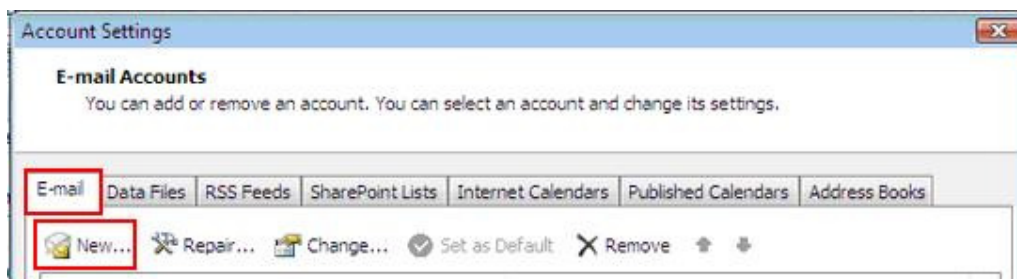 Account Settings
E-mail Accounts
You can add or remove an account. You can select an account and change its settings.
E-mail Data Files RSS Feeds SharePoint Lists Internet Calendars Published Calendars Address Books
New... Repair... Change... Set as Default Remove